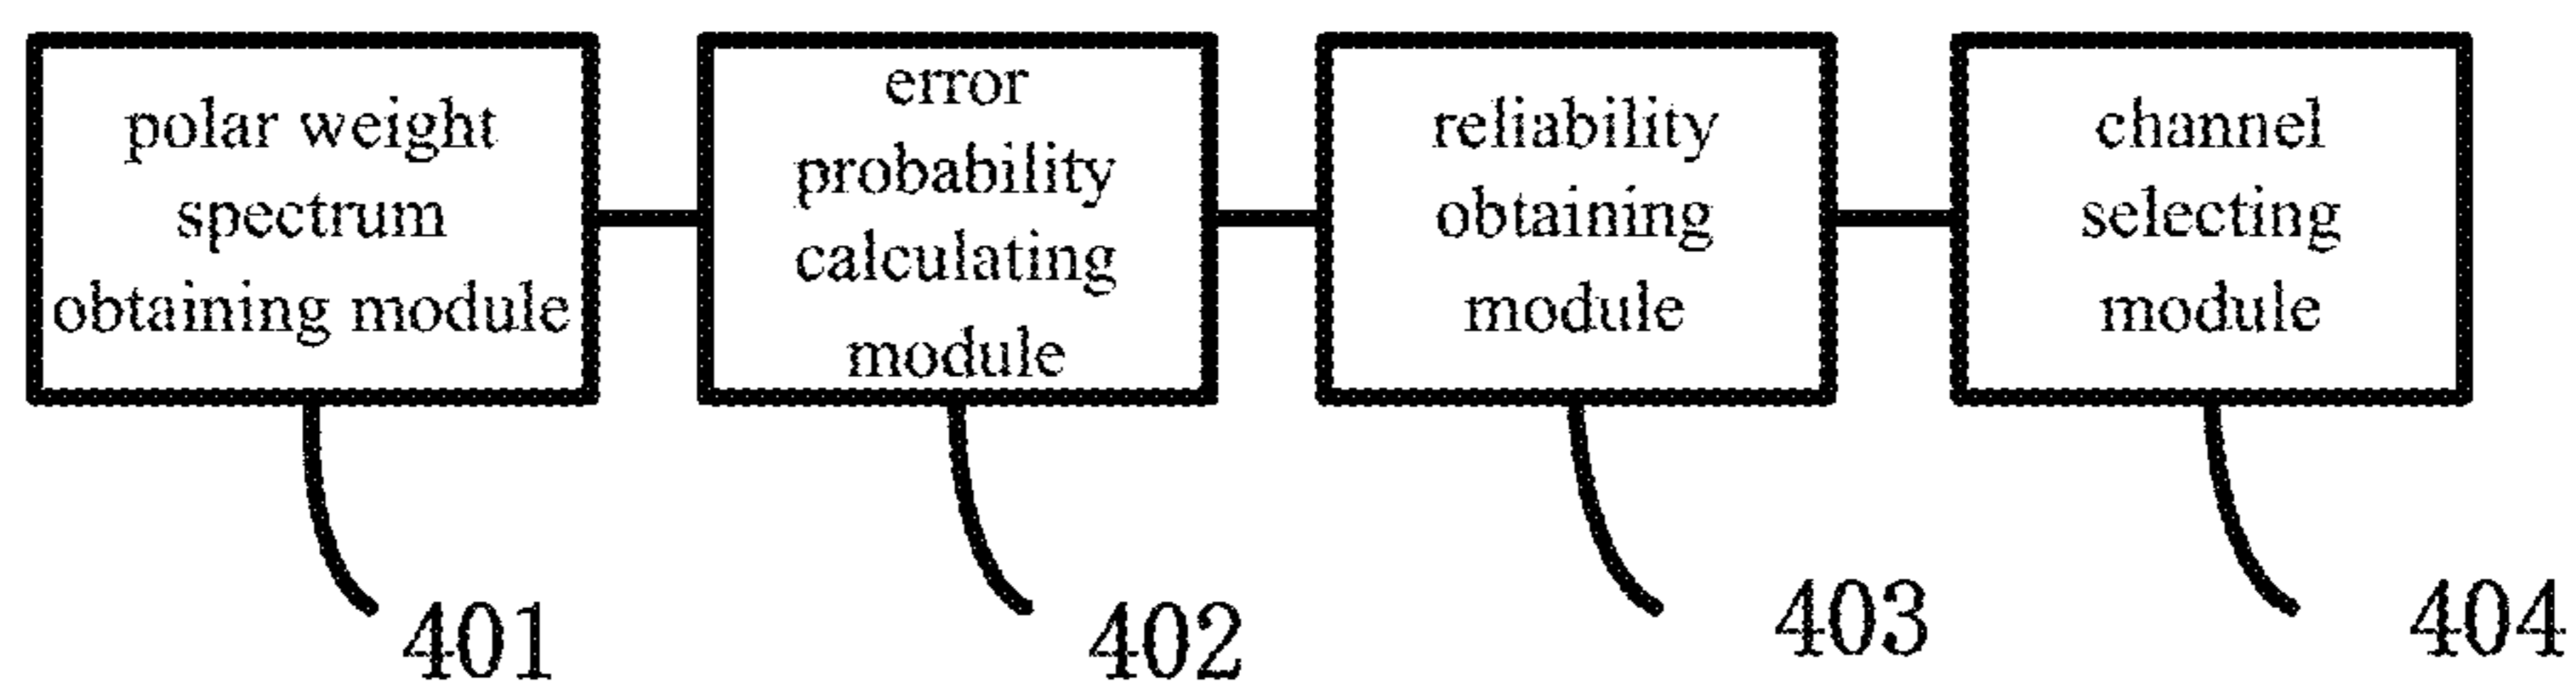 polar weight
spectrum
obtaining module
error
probability
calculating
module
reliability
obtaining
module
channel
selecting
module
401
402
403
404